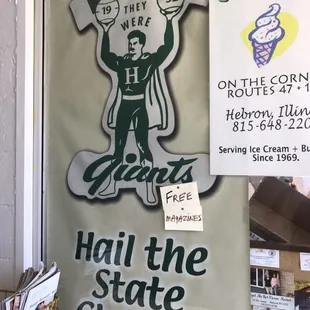 19
THEY
WERE
H
Giants
FREE
MAGAZINES
Hail the
State
ON THE CORN
ROUTES 47 • 1
Hebron, Illin
815-648-220
Serving Ice Cream + Bu
Since 1969.